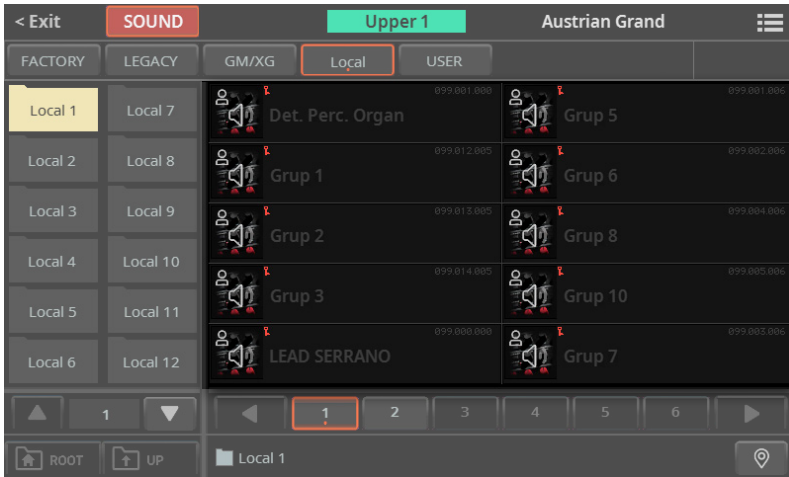 < Exit SOUND Upper 1 Austrian Grand
FACTORY LEGACY GM/XG Local USER
Local 1 Local 7
Local 2 Local 8
Local 3 Local 9
Local 4 Local 10
Local 5 Local 11
Local 6 Local 12
099.001.000 099.001.006
Det. Perc. Organ Grup 5
099.012.005 099.002.006
Grup 1 Grup 6
099.013.005 099.004.006
Grup 2 Grup 8
099.014.005 099.005.006
Grup 3 Grup 10
099.000.000 099.003.006
LEAD SERRANO Grup 7
1 1 2 3 4 5 6
ROOT UP Local 1